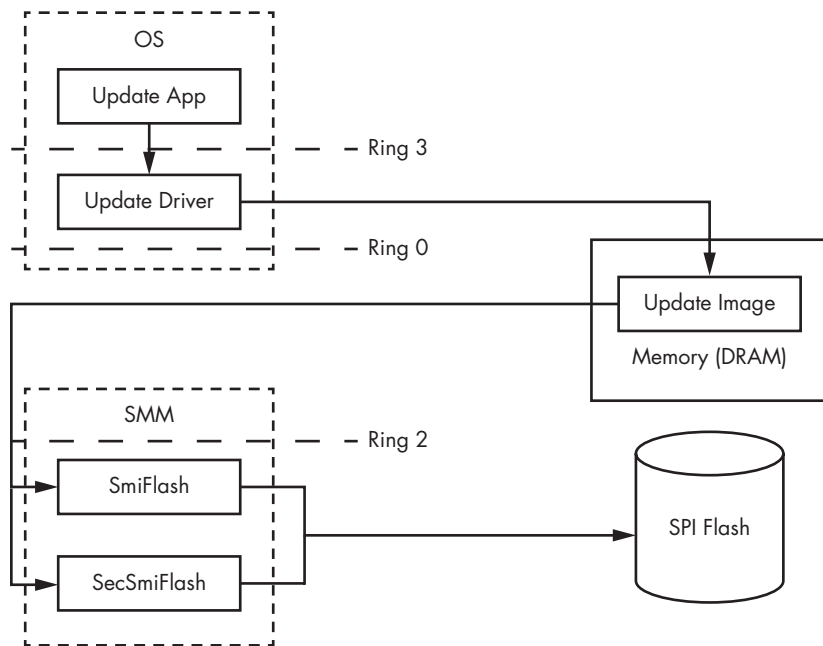 OS
Update App
Ring 3
Update Driver
Ring 0
Update Image
Memory (DRAM)
SMM
Ring 2
SmiFlash
SPI Flash
SecSmiFlash